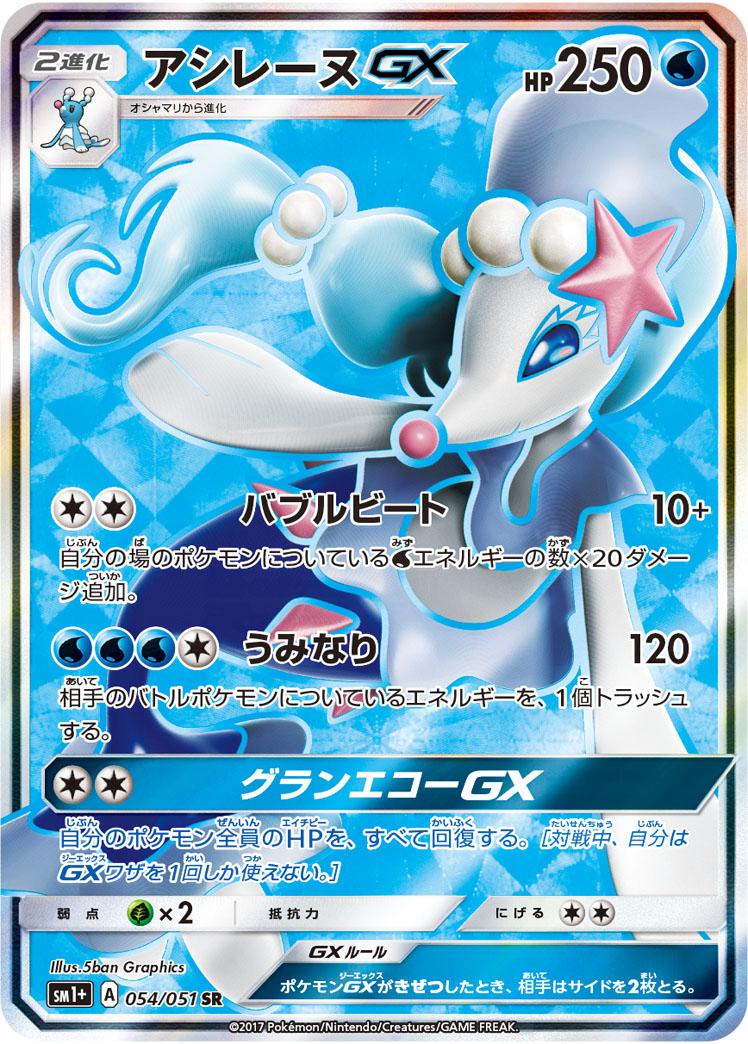 2進化 アシレーヌGX HP250
オシャマリから進化
バブルビート 10+
自分の場のポケモンについているエネルギーの数×20ダメー
ジ追加。
うみなり 120
相手のバトルポケモンについているエネルギーを、1個トラッシュ
する。
グランエコーGX
自分のポケモン全員のHPを、すべて回復する。[対戦中、自分は
GXワザを1回しか使えない。]
弱点 ×2 抵抗力 にげる
GXルール
ポケモンGXがきぜつしたとき、相手はサイドを2枚とる。
Illus.5ban Graphics
SM1+ A 054/051 SR
©2017 Pokémon/Nintendo/Creatures/GAME FREAK.